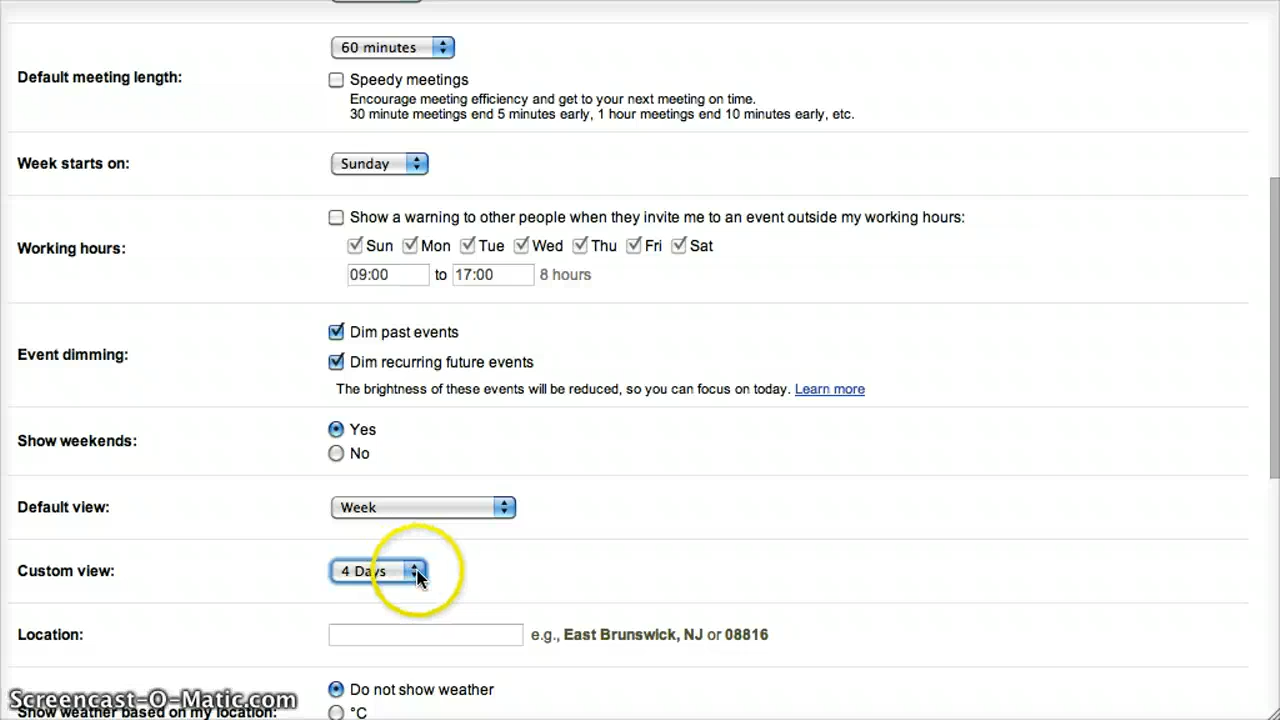 60 minutes
Default meeting length:
Speedy meetings
Encourage meeting efficiency and get to your next meeting on time.
30 minute meetings end 5 minutes early, 1 hour meetings end 10 minutes early, etc.
Week starts on:
Sunday
Show a warning to other people when they invite me to an event outside my working hours:
Working hours:
Sun Mon Tue Wed Thu Fri Sat
09:00 to 17:00 8 hours
Dim past events
Event dimming:
Dim recurring future events
The brightness of these events will be reduced, so you can focus on today. Learn more
Yes
Show weekends:
No
Default view:
Week
Custom view:
4 Days
Location:
e.g., East Brunswick, NJ or 08816
Do not show weather
Screencast-O-Matic.com
Show weather based on my location:
°C